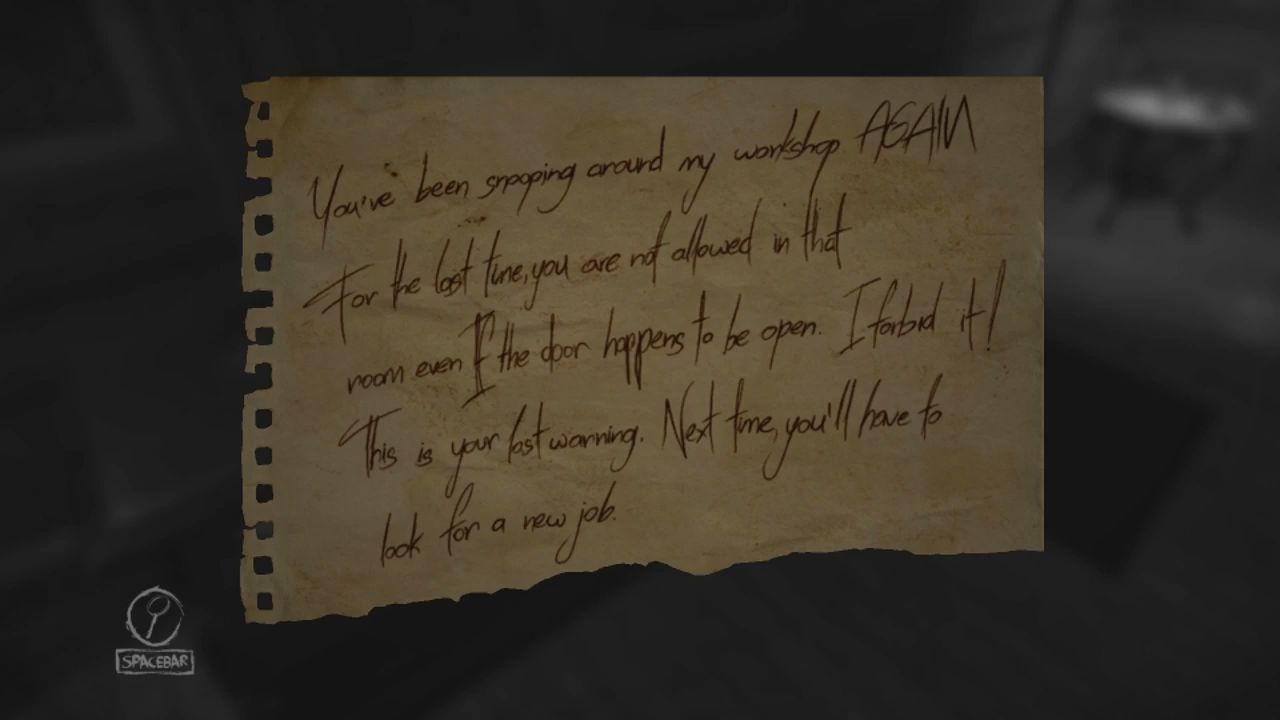 You've been snooping around my workshop AGAIN
For the last time, you are not allowed in that
room even If the door happens to be open. I forbid it!
This is your last warning. Next time, you'll have to
look for a new job.
SPACEBAR